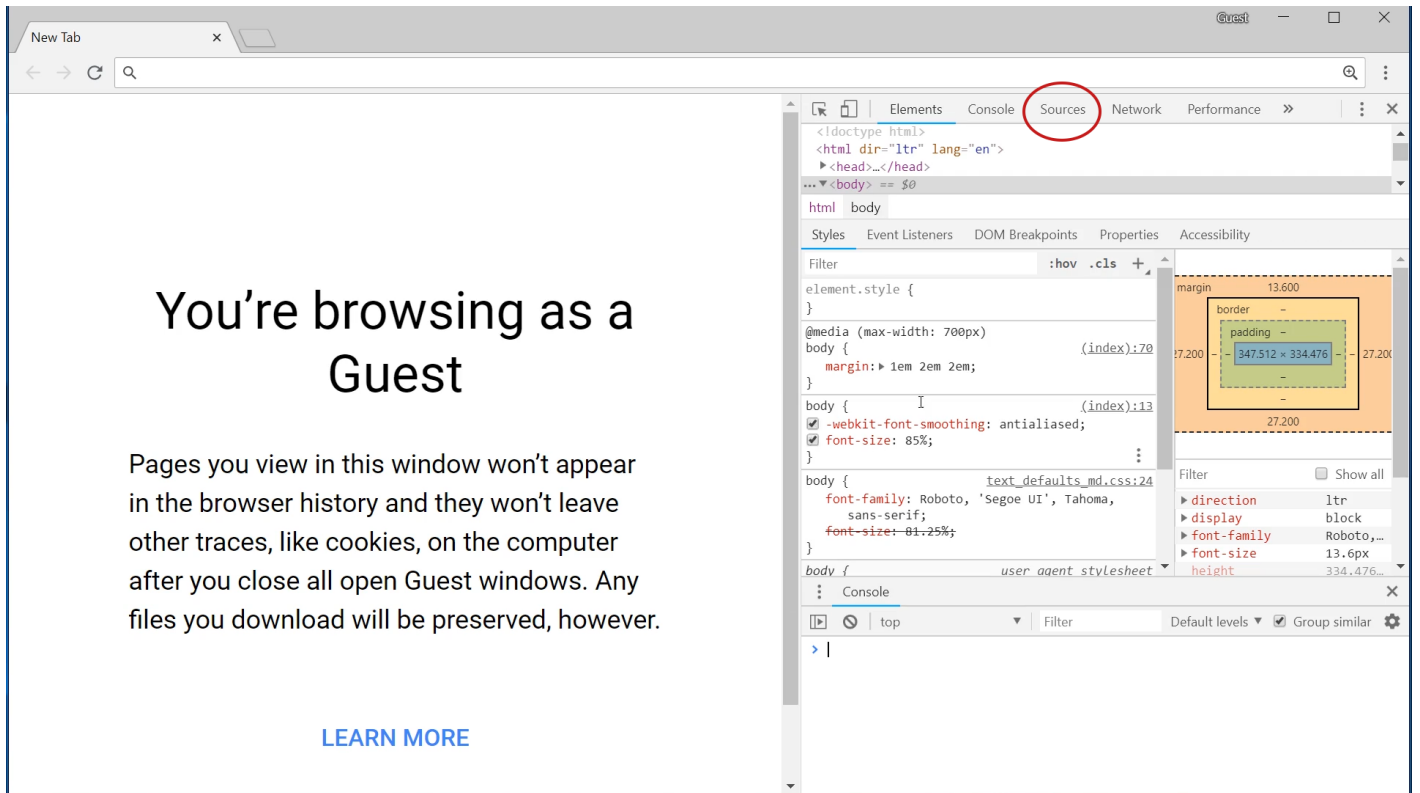 Guest
New Tab
Elements Console Sources Network Performance »
<!doctype html>
<html dir="ltr" lang="en">
<head>…</head>
<body> == $0
html body
Styles Event Listeners DOM Breakpoints Properties Accessibility
Filter :hov .cls +
element.style {
}
@media (max-width: 700px)
body { (index):70
margin: 1em 2em 2em;
}
body { (index):13
-webkit-font-smoothing: antialiased;
font-size: 85%;
}
body { text_defaults_md.css:24
font-family: Roboto, 'Segoe UI', Tahoma,
sans-serif;
font-size: 81.25%;
}
body { user agent stylesheet
margin 13.600
border –
padding –
27.200 – – 347.512 × 334.476 – – 27.200
–
–
27.200
Filter Show all
direction ltr
display block
font-family Roboto,…
font-size 13.6px
height 334.476…
Console
top Filter Default levels Group similar
You’re browsing as a
Guest
Pages you view in this window won’t appear
in the browser history and they won’t leave
other traces, like cookies, on the computer
after you close all open Guest windows. Any
files you download will be preserved, however.
LEARN MORE